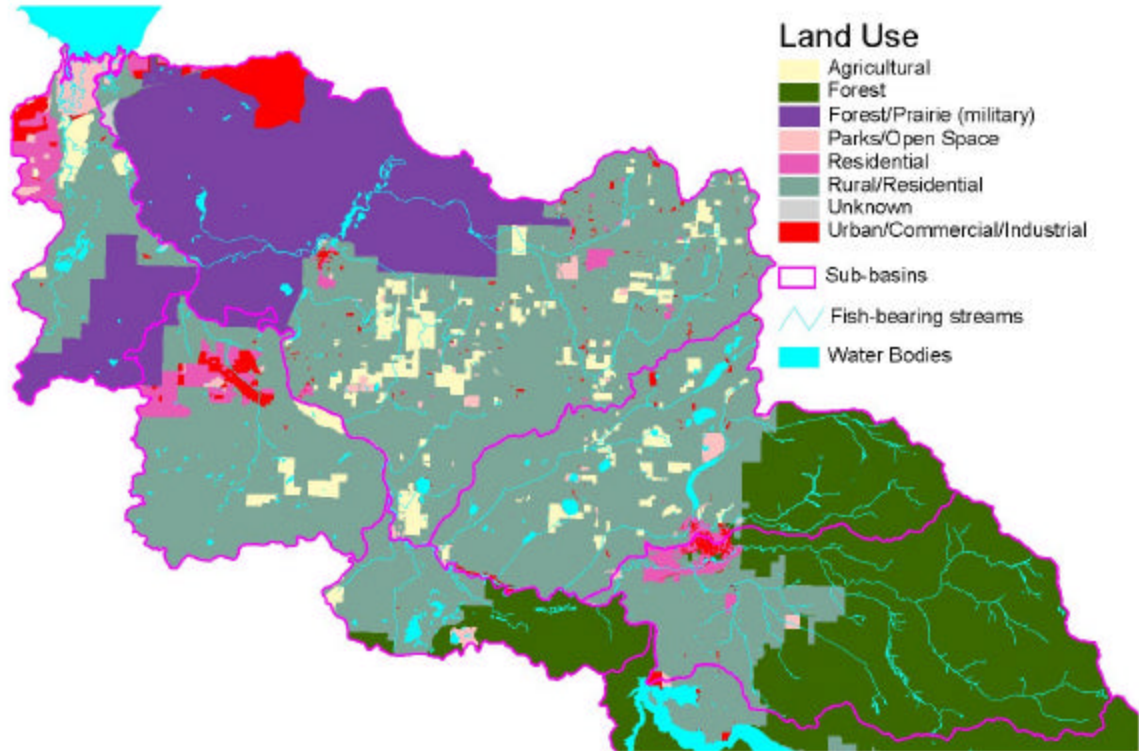 Land Use
Agricultural
Forest
Forest/Prairie (military)
Parks/Open Space
Residential
Rural/Residential
Unknown
Urban/Commercial/Industrial
Sub-basins
Fish-bearing streams
Water Bodies